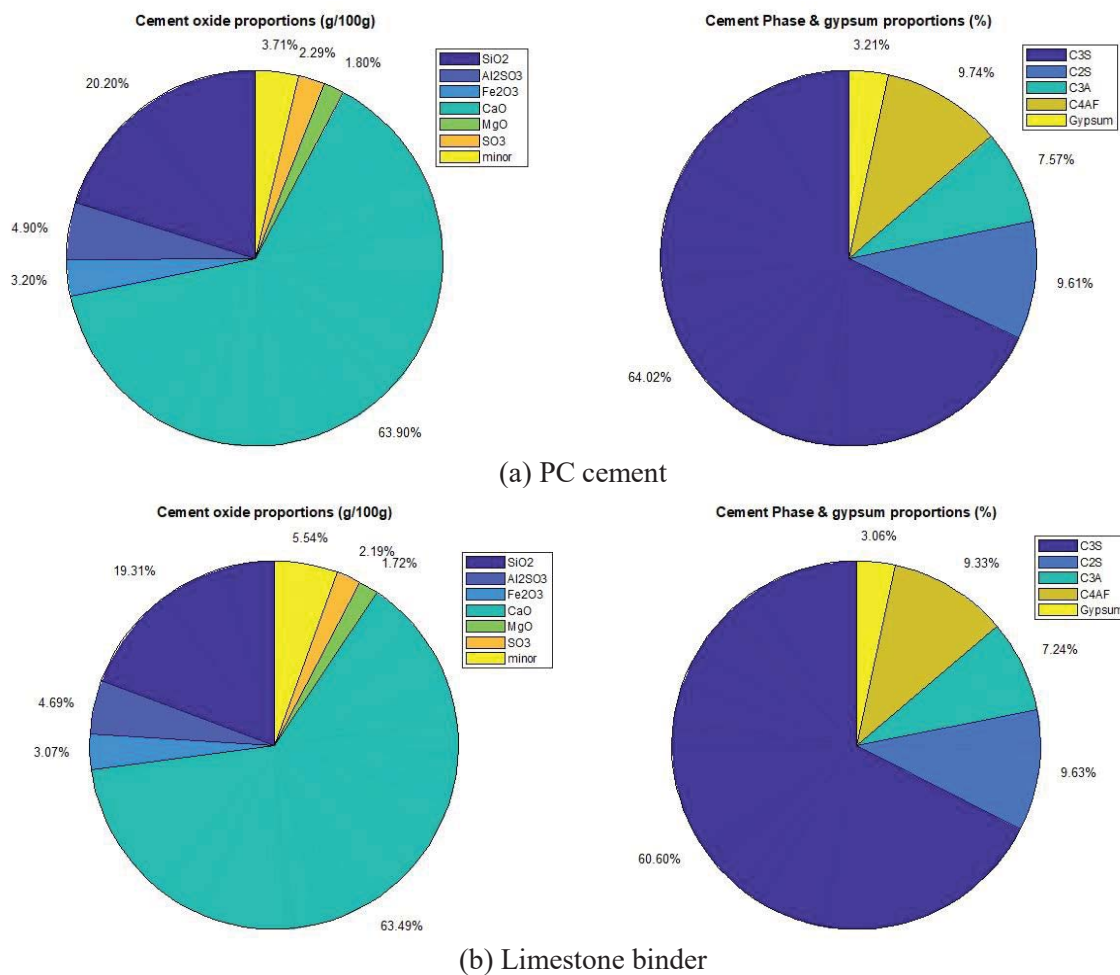 Cement oxide proportions (g/100g)
3.71%
2.29%
1.80%
20.20%
4.90%
3.20%
63.90%
SiO2
Al2SO3
Fe2O3
CaO
MgO
SO3
minor
Cement Phase & gypsum proportions (%)
3.21%
9.74%
7.57%
9.61%
64.02%
C3S
C2S
C3A
C4AF
Gypsum
(a) PC cement
Cement oxide proportions (g/100g)
5.54%
2.19%
1.72%
19.31%
4.69%
3.07%
63.49%
SiO2
Al2SO3
Fe2O3
CaO
MgO
SO3
minor
Cement Phase & gypsum proportions (%)
3.06%
9.33%
7.24%
9.63%
60.60%
C3S
C2S
C3A
C4AF
Gypsum
(b) Limestone binder